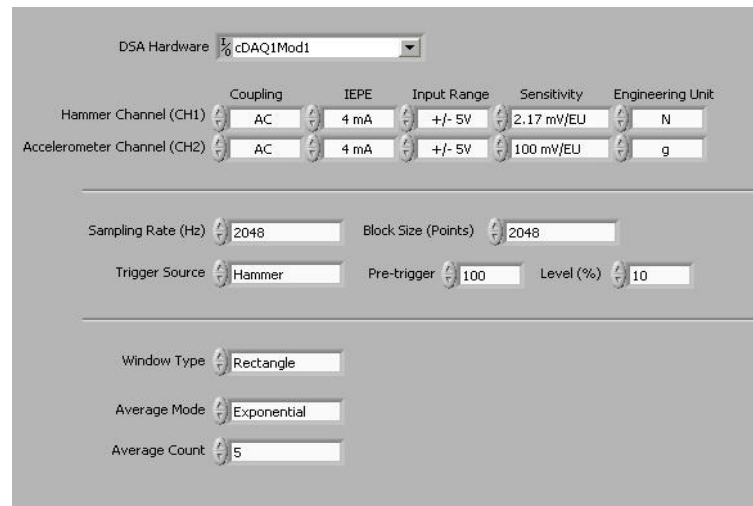 DSA Hardware I/O cDAQ1Mod1
Coupling IEPE Input Range Sensitivity Engineering Unit
Hammer Channel (CH1) AC 4 mA +/- 5V 2.17 mV/EU N
Accelerometer Channel (CH2) AC 4 mA +/- 5V 100 mV/EU g
Sampling Rate (Hz) 2048 Block Size (Points) 2048
Trigger Source Hammer Pre-trigger 100 Level (%) 10
Window Type Rectangle
Average Mode Exponential
Average Count 5